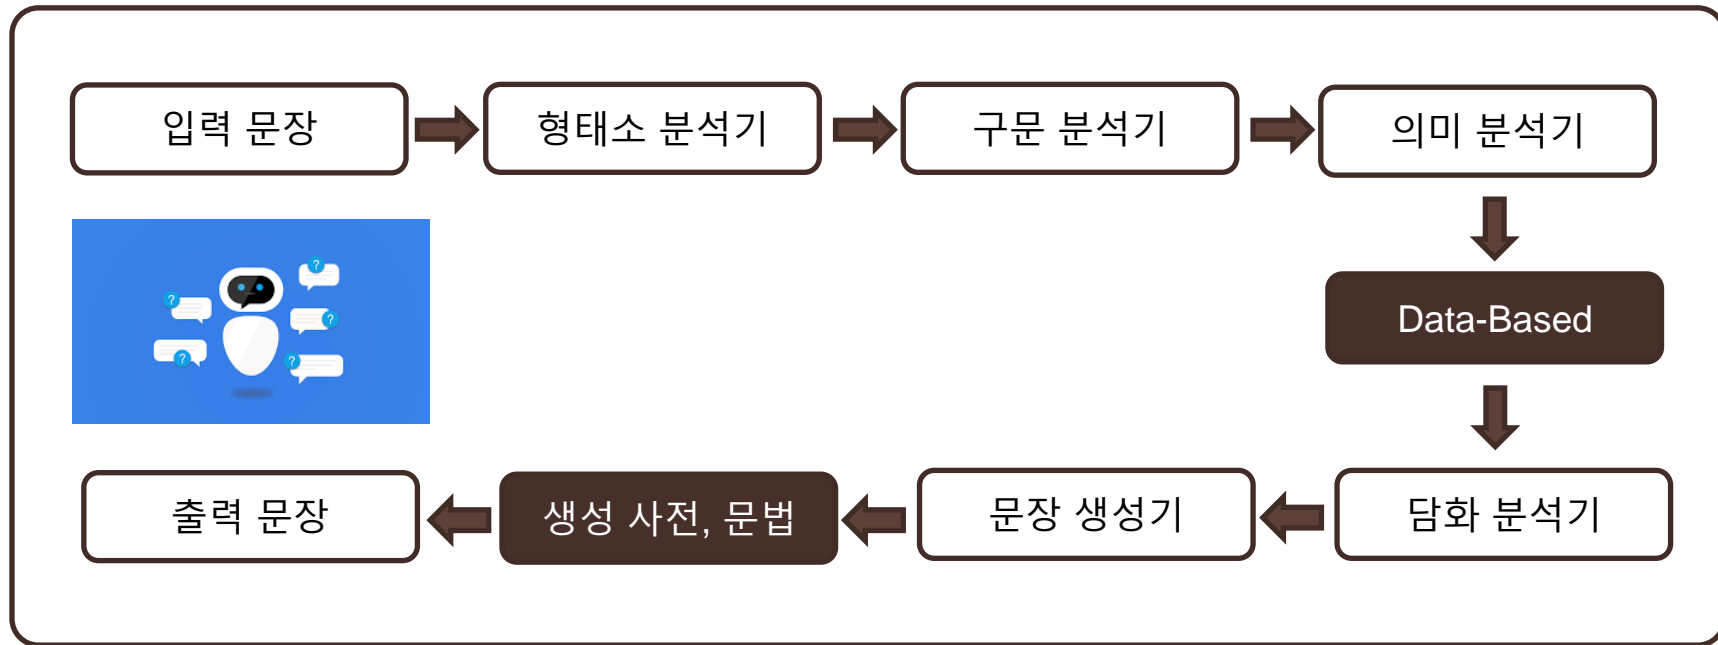 입력 문장
형태소 분석기
구문 분석기
의미 분석기
Data-Based
담화 분석기
문장 생성기
생성 사전, 문법
출력 문장
?
?
?
?
?